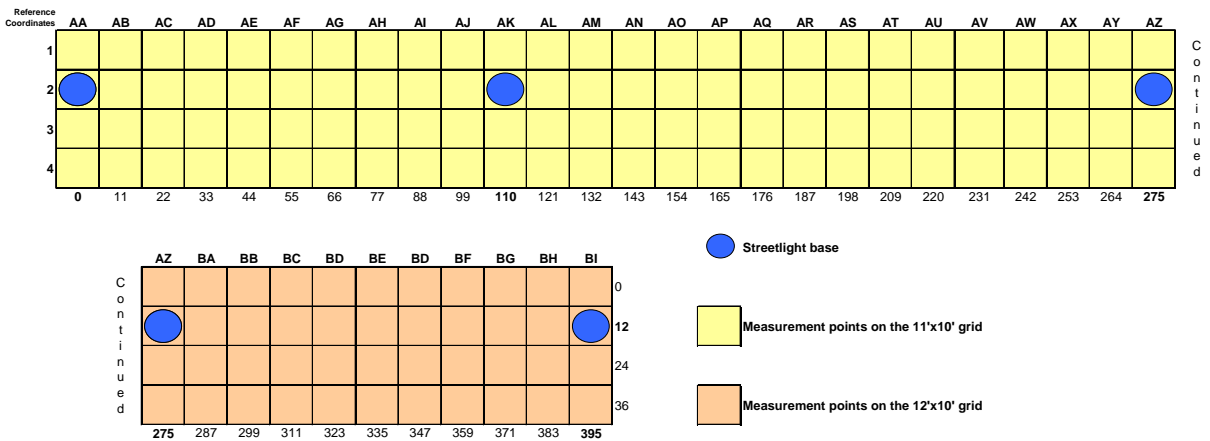 Reference
Coordinates AA AB AC AD AE AF AG AH AI AJ AK AL AM AN AO AP AQ AR AS AT AU AV AW AX AY AZ
1
2
3
4
Continued
0 11 22 33 44 55 66 77 88 99 110 121 132 143 154 165 176 187 198 209 220 231 242 253 264 275
AZ BA BB BC BD BE BD BF BG BH BI
Continued
0
12
24
36
275 287 299 311 323 335 347 359 371 383 395
Streetlight base
Measurement points on the 11'x10' grid
Measurement points on the 12'x10' grid